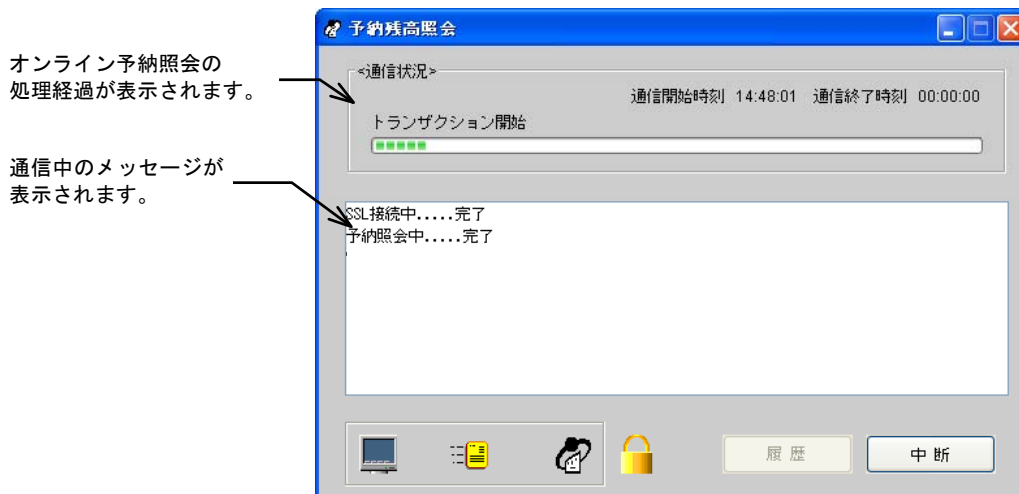 予納残高照会
オンライン予納照会の
処理経過が表示されます。
<通信状況>
通信開始時刻 14:48:01 通信終了時刻 00:00:00
トランザクション開始
通信中のメッセージが
表示されます。
SSL接続中.....完了
予納照会中.....完了
履歴
中断